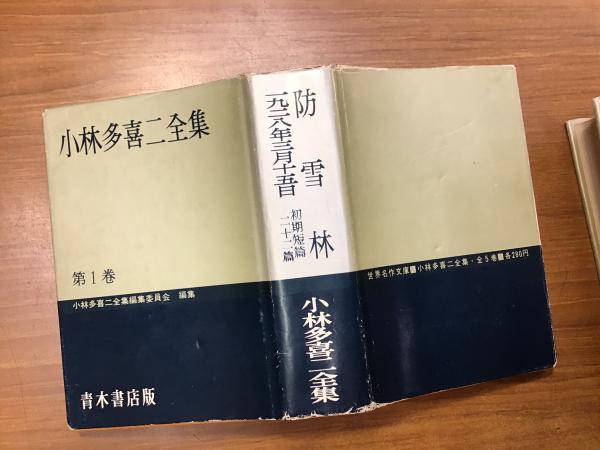 小林多喜二全集
第1巻
小林多喜二全集編集委員会 編集
青木書店版
防雪林
一九二八年三月十五日
初期短篇
二十二篇
小林多喜二全集
世界名作文庫■小林多喜二全集・全5巻■各280円